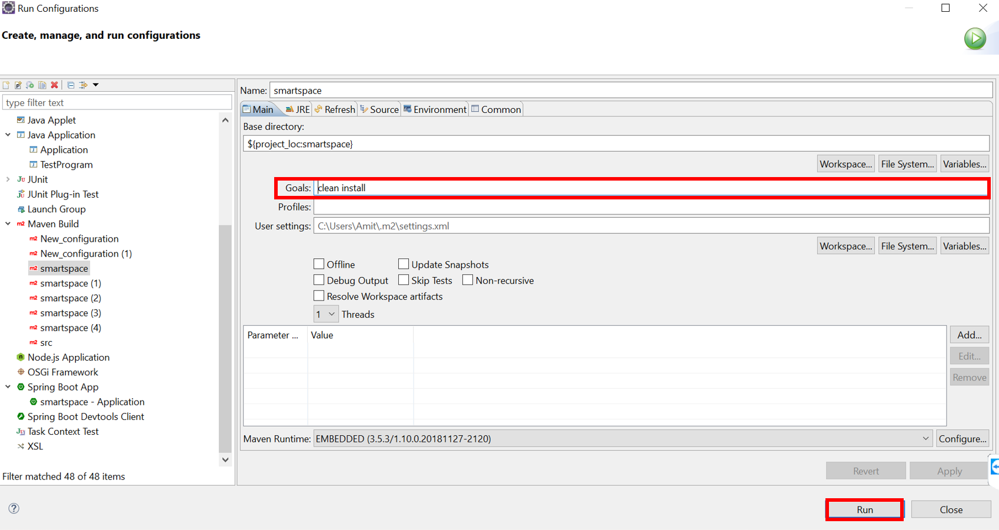 Run Configurations
Create, manage, and run configurations
type filter text
Java Applet
Java Application
Application
TestProgram
JUnit
JUnit Plug-in Test
Launch Group
Maven Build
New_configuration
New_configuration (1)
smartspace
smartspace (1)
smartspace (2)
smartspace (3)
smartspace (4)
src
Node.js Application
OSGi Framework
Spring Boot App
smartspace - Application
Spring Boot Devtools Client
Task Context Test
XSL
Filter matched 48 of 48 items
Name: smartspace
Main JRE Refresh Source Environment Common
Base directory:
${project_loc:smartspace}
Workspace... File System... Variables...
Goals: clean install
Profiles:
User settings: C:\Users\Amit\.m2\settings.xml
Workspace... File System... Variables...
Offline Update Snapshots
Debug Output Skip Tests Non-recursive
Resolve Workspace artifacts
1 Threads
Parameter ... Value
Add...
Edit...
Remove
Maven Runtime: EMBEDDED (3.5.3/1.10.0.20181127-2120) Configure...
Revert Apply
Run Close